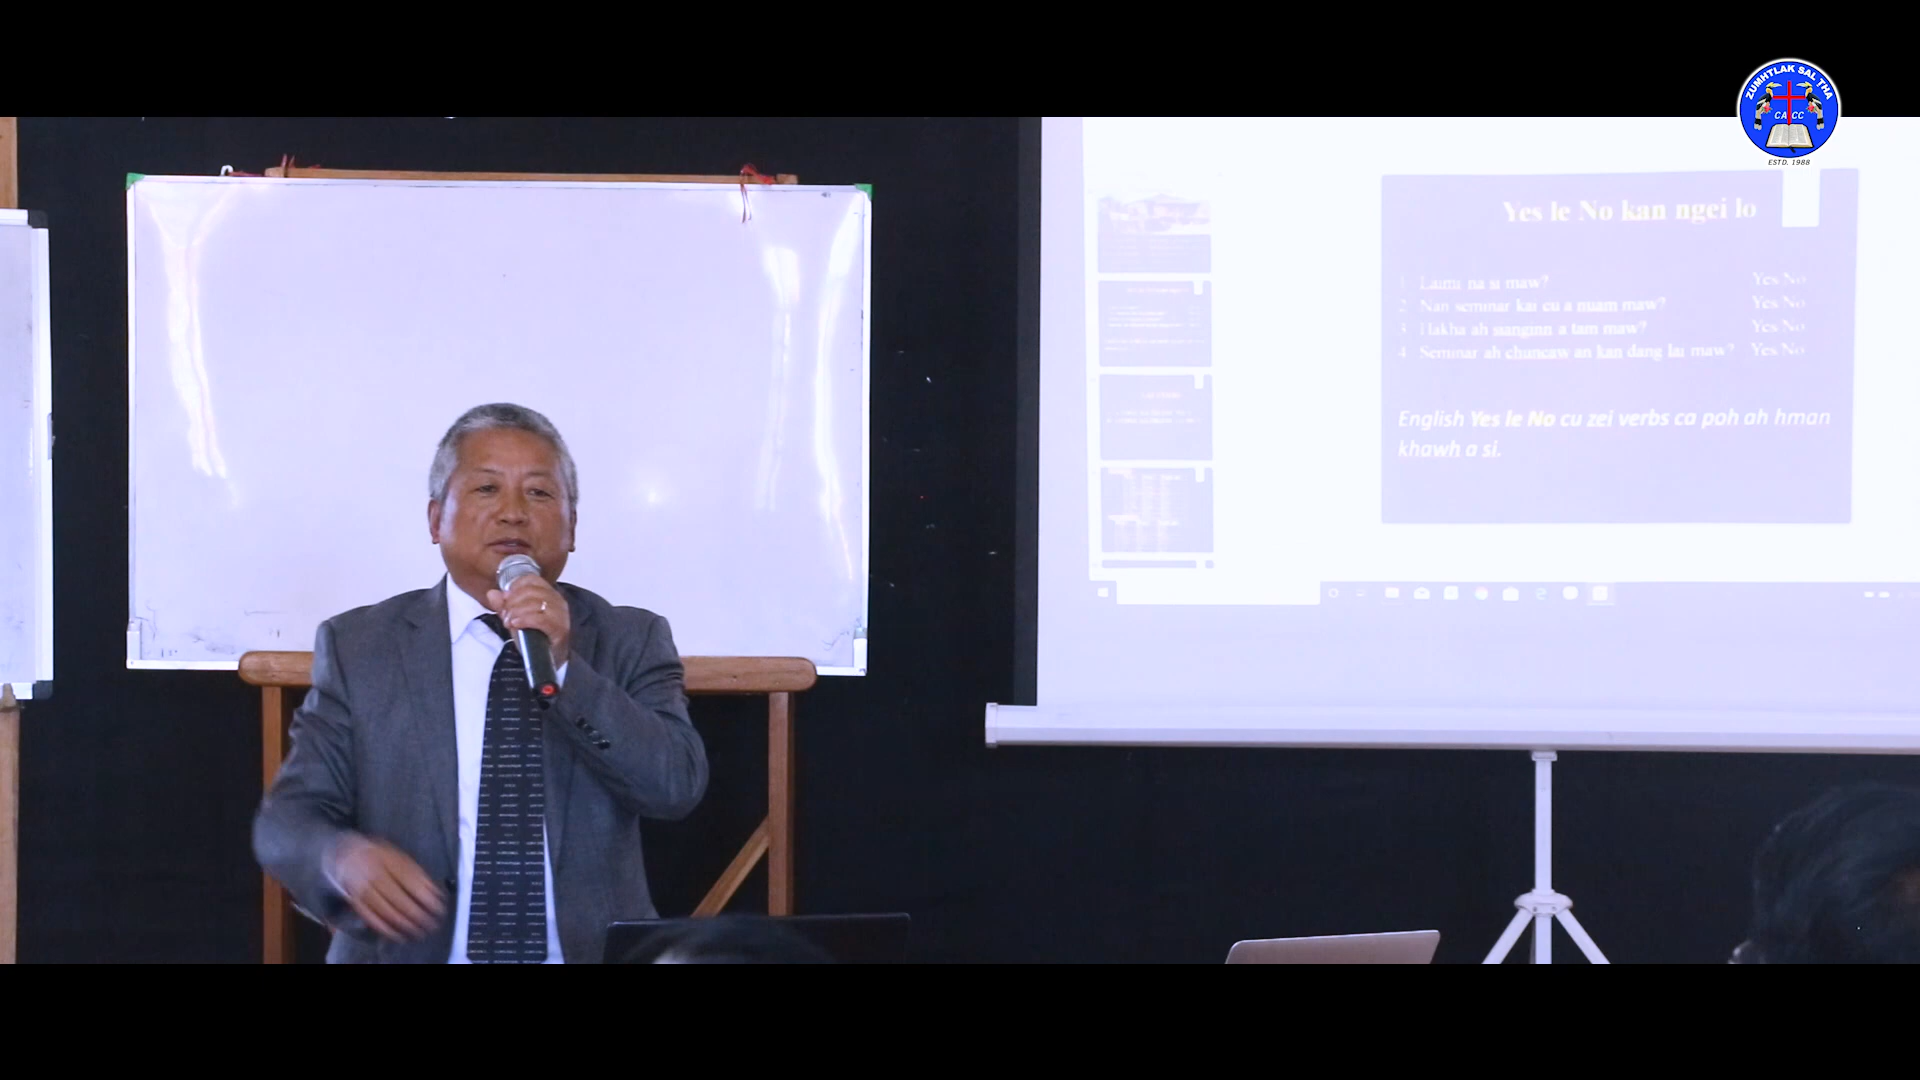 ZUMHTLAK SAL THA
CACC
ESTD. 1988
Yes le No kan ngei lo
1. Laimi na si maw? Yes/No
2. Nan seminar kai cu a nuam maw? Yes/No
3. Hakha ah sianginn a tam maw? Yes/No
4. Seminar ah chuncaw an kan dang lai maw? Yes/No
English Yes le No cu zei verbs ca poh ah hman
khawh a si.